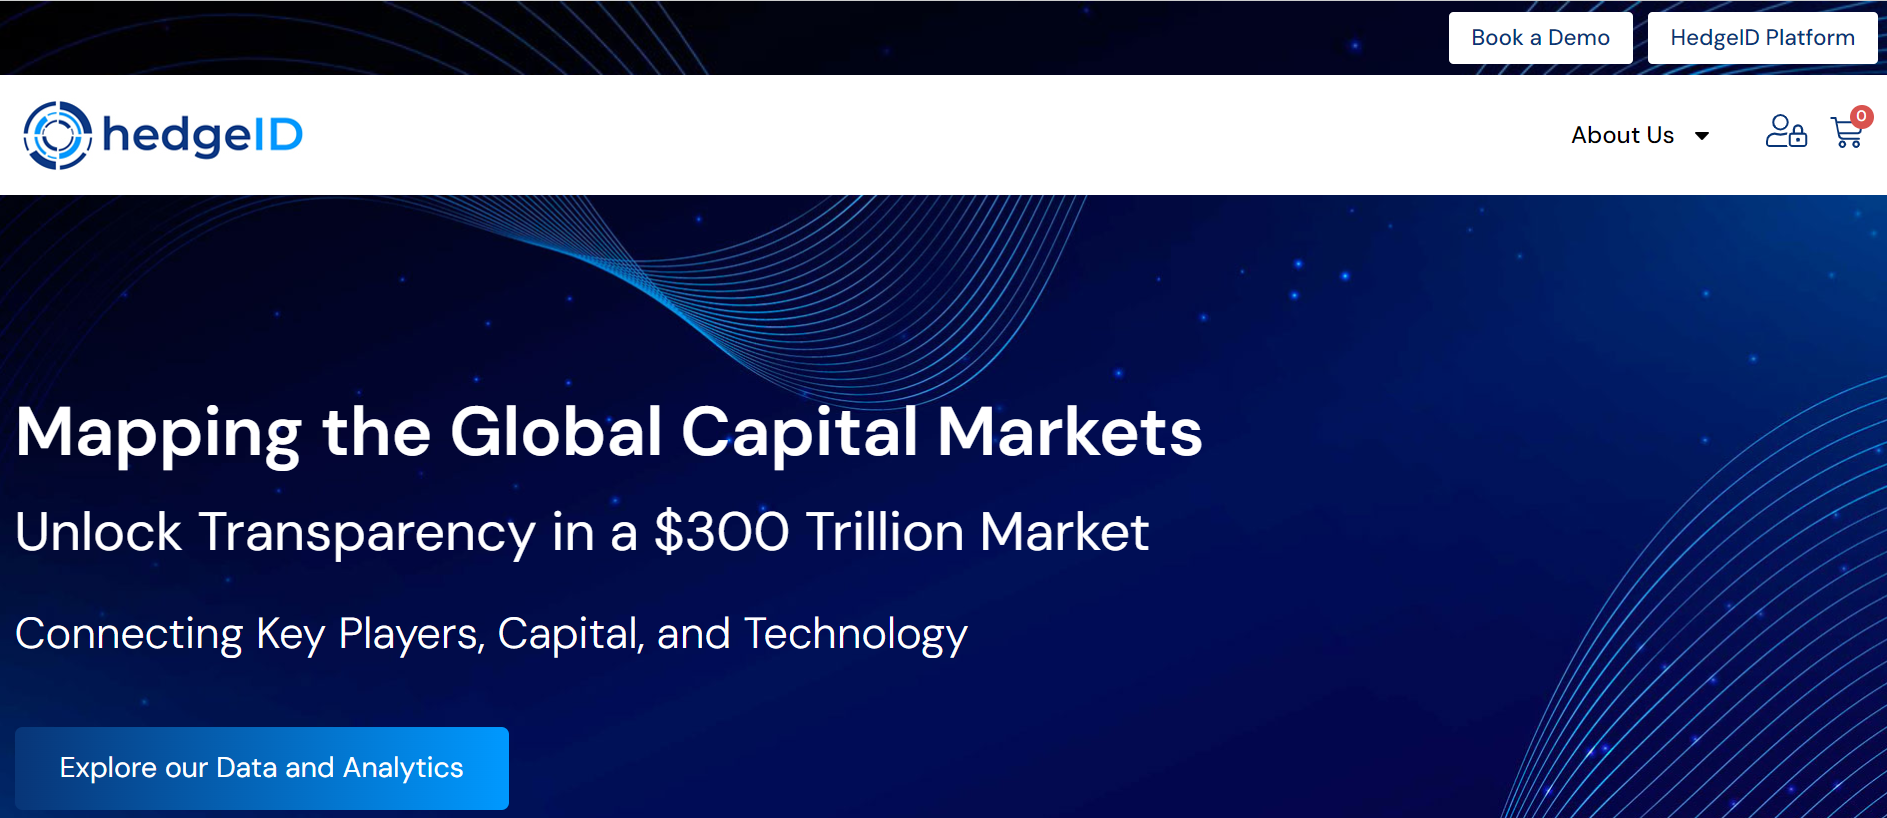 Book a Demo
HedgeID Platform
hedgeID
About Us
0
Mapping the Global Capital Markets
Unlock Transparency in a $300 Trillion Market
Connecting Key Players, Capital, and Technology
Explore our Data and Analytics